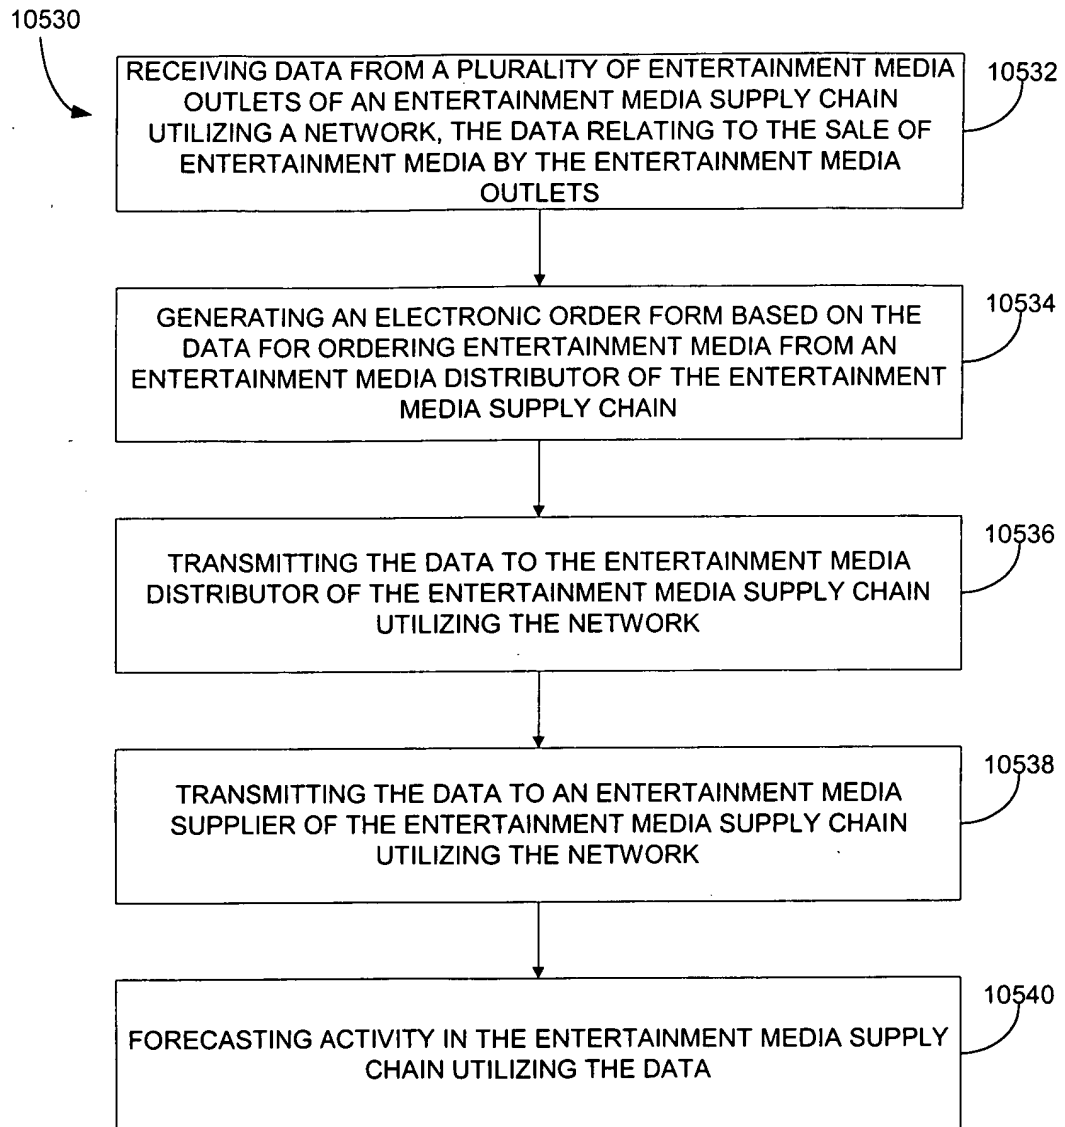 10530
RECEIVING DATA FROM A PLURALITY OF ENTERTAINMENT MEDIA
OUTLETS OF AN ENTERTAINMENT MEDIA SUPPLY CHAIN
UTILIZING A NETWORK, THE DATA RELATING TO THE SALE OF
ENTERTAINMENT MEDIA BY THE ENTERTAINMENT MEDIA
OUTLETS
10532
GENERATING AN ELECTRONIC ORDER FORM BASED ON THE
DATA FOR ORDERING ENTERTAINMENT MEDIA FROM AN
ENTERTAINMENT MEDIA DISTRIBUTOR OF THE ENTERTAINMENT
MEDIA SUPPLY CHAIN
10534
TRANSMITTING THE DATA TO THE ENTERTAINMENT MEDIA
DISTRIBUTOR OF THE ENTERTAINMENT MEDIA SUPPLY CHAIN
UTILIZING THE NETWORK
10536
TRANSMITTING THE DATA TO AN ENTERTAINMENT MEDIA
SUPPLIER OF THE ENTERTAINMENT MEDIA SUPPLY CHAIN
UTILIZING THE NETWORK
10538
FORECASTING ACTIVITY IN THE ENTERTAINMENT MEDIA SUPPLY
CHAIN UTILIZING THE DATA
10540